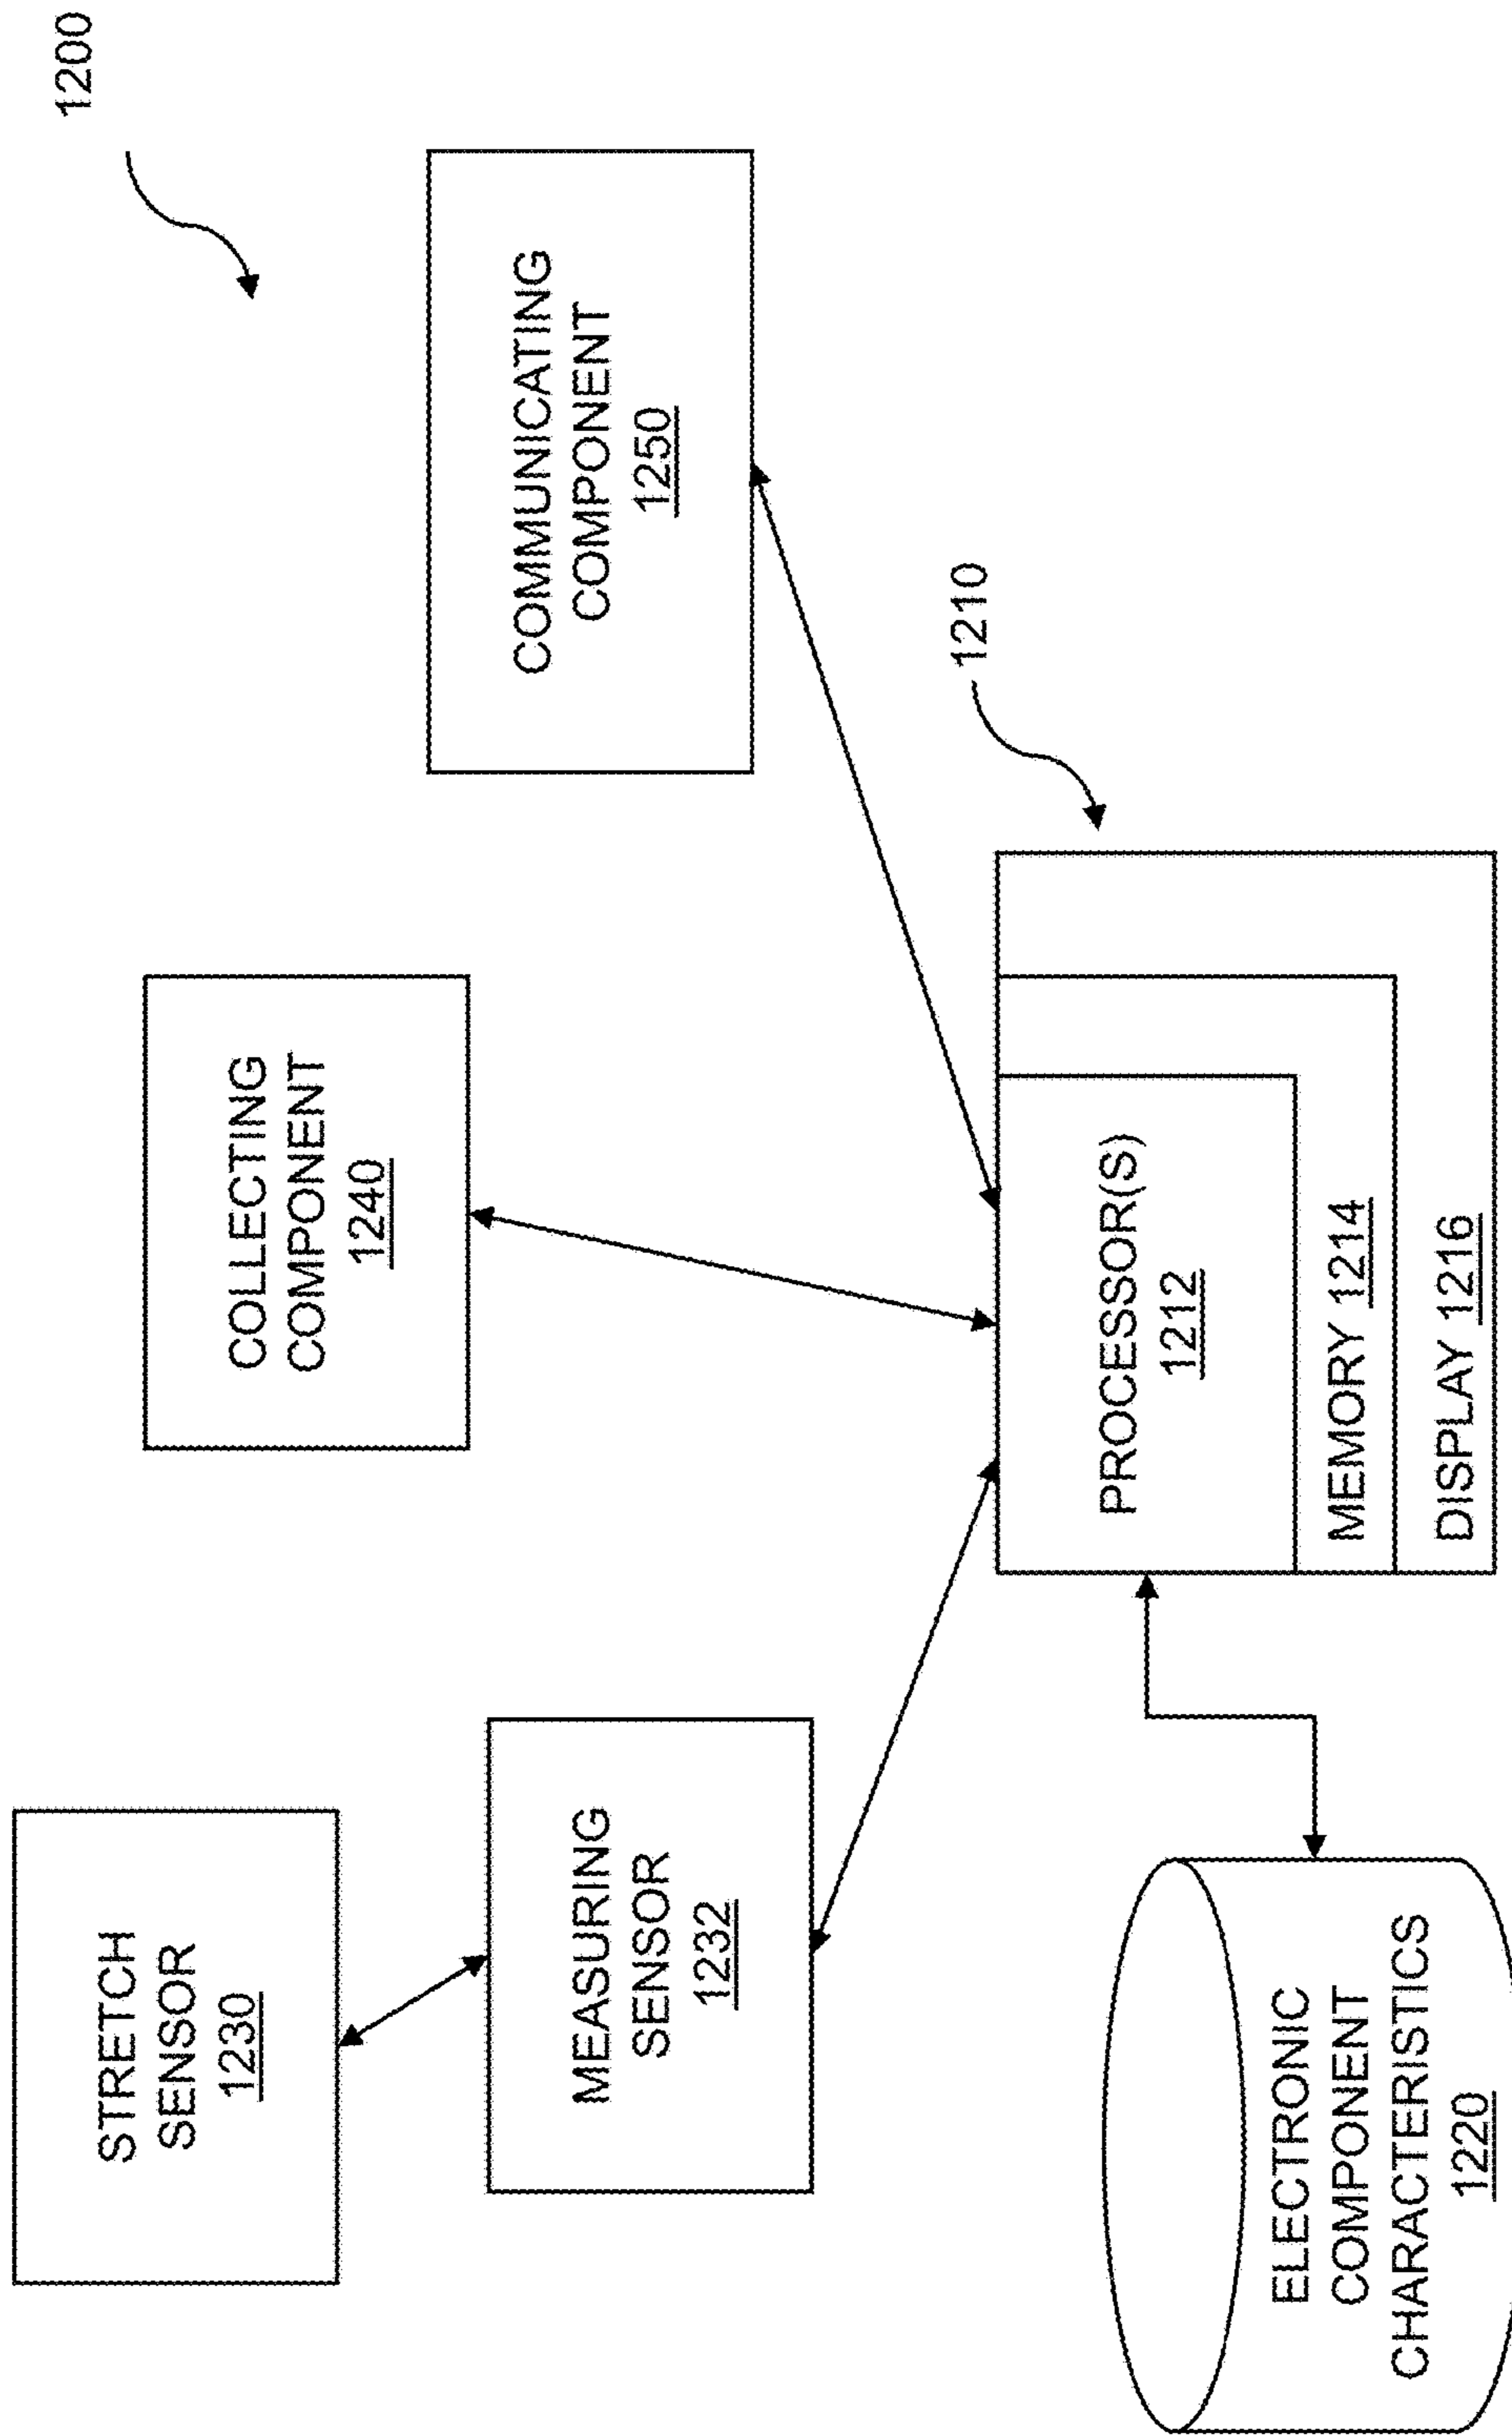 1200
STRETCH
SENSOR
1230
COLLECTING
COMPONENT
1240
COMMUNICATING
COMPONENT
1250
MEASURING
SENSOR
1232
1210
PROCESSOR(S)
1212
MEMORY 1214
DISPLAY 1216
ELECTRONIC
COMPONENT
CHARACTERISTICS
1220